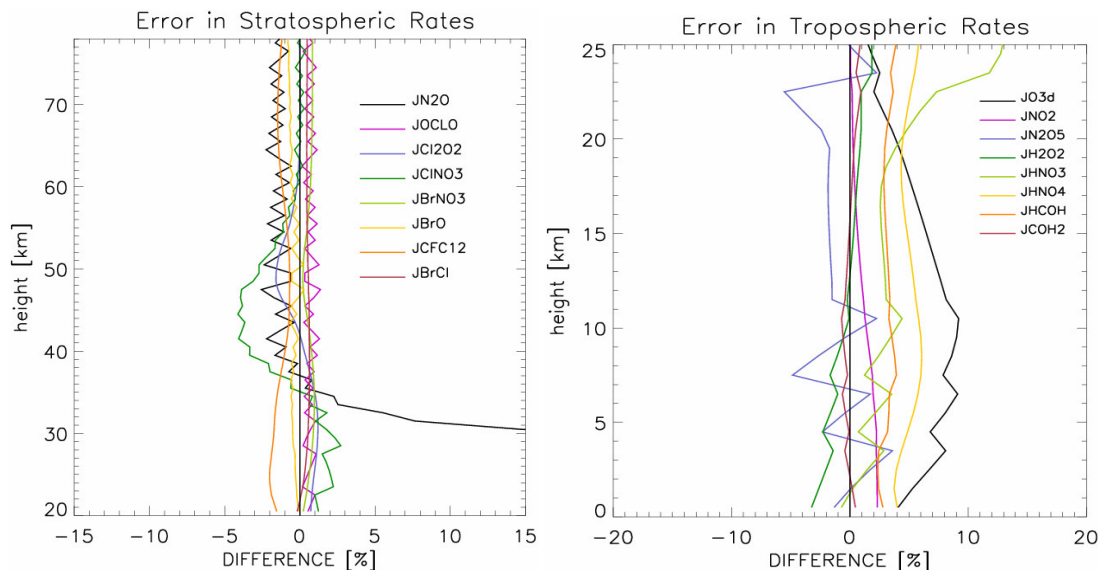 Error in Stratospheric Rates
70
60
50
40
30
20
height [km]
JN2O
JOCLO
JCl2O2
JClNO3
JBrNO3
JBrO
JCFC12
JBrCl
−15
−10
−5
0
5
10
15
DIFFERENCE [%]
Error in Tropospheric Rates
25
20
15
10
5
0
height [km]
JO3d
JNO2
JN2O5
JH2O2
JHNO3
JHNO4
JHCOH
JCOH2
−20
−10
0
10
20
DIFFERENCE [%]